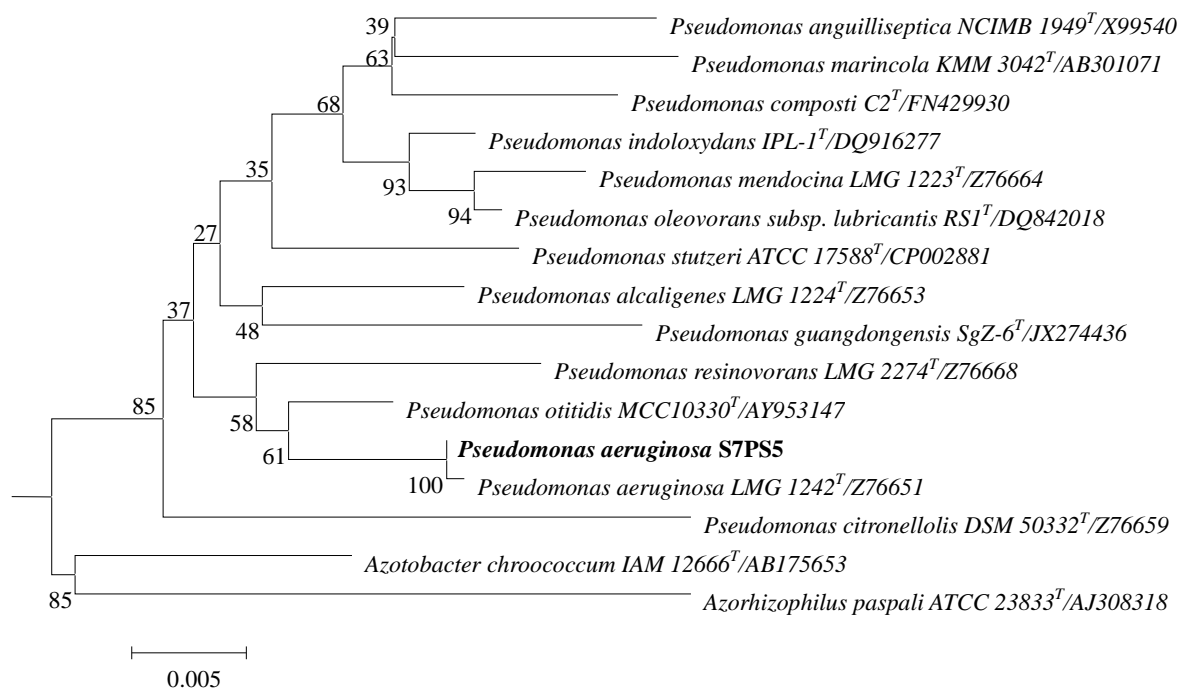 39
Pseudomonas anguilliseptica NCIMB 1949T/X99540
63
Pseudomonas marincola KMM 3042T/AB301071
Pseudomonas composti C2T/FN429930
68
Pseudomonas indoloxydans IPL-1T/DQ916277
35
93
Pseudomonas mendocina LMG 1223T/Z76664
94
Pseudomonas oleovorans subsp. lubricantis RS1T/DQ842018
27
Pseudomonas stutzeri ATCC 17588T/CP002881
Pseudomonas alcaligenes LMG 1224T/Z76653
37
48
Pseudomonas guangdongensis SgZ-6T/JX274436
Pseudomonas resinovorans LMG 2274T/Z76668
85
Pseudomonas otitidis MCC10330T/AY953147
58
Pseudomonas aeruginosa S7PS5
61
100
Pseudomonas aeruginosa LMG 1242T/Z76651
Pseudomonas citronellolis DSM 50332T/Z76659
Azotobacter chroococcum IAM 12666T/AB175653
85
Azorhizophilus paspali ATCC 23833T/AJ308318
0.005